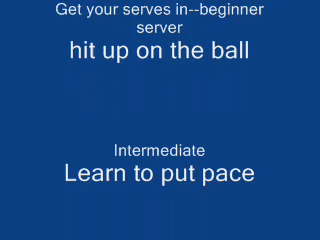 Get your serves in--beginner
server
hit up on the ball
Intermediate
Learn to put pace